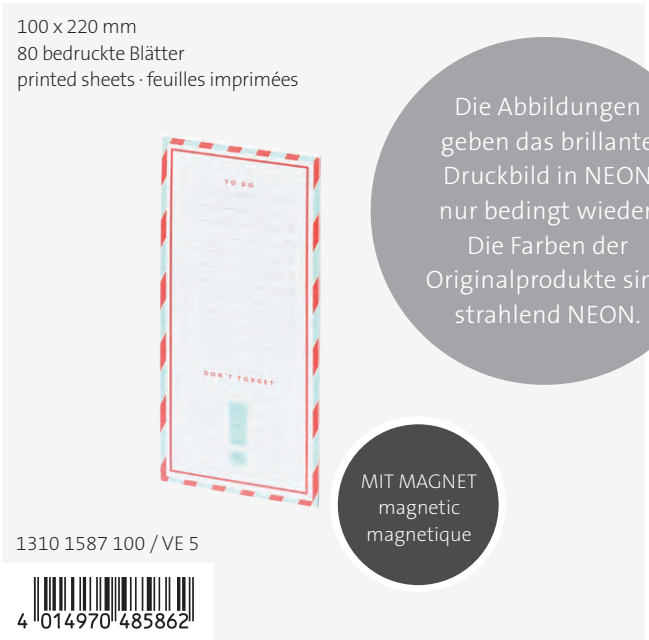 100 x 220 mm
80 bedruckte Blätter
printed sheets · feuilles imprimées
Die Abbildungen
geben das brillante
Druckbild in NEON
nur bedingt wieder
Die Farben der
Originalprodukte
strahlend NEON.
TO DO
DON'T FORGET
!
MIT MAGNET
magnetic
magnetique
1310 1587 100 / VE 5
4 014970 485862